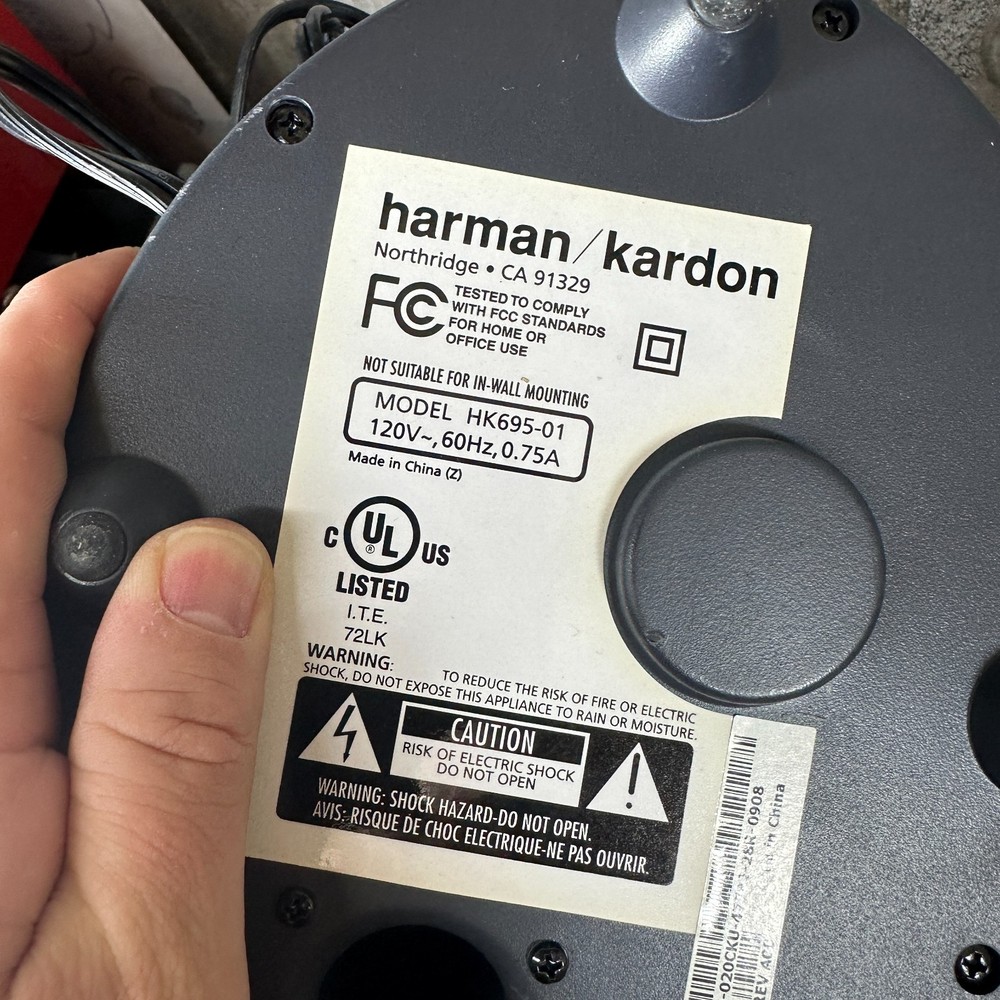 harman/kardon
Northridge • CA 91329
FC
TESTED TO COMPLY
WITH FCC STANDARDS
FOR HOME OR
OFFICE USE
NOT SUITABLE FOR IN-WALL MOUNTING
MODEL HK695-01
120V~, 60Hz, 0.75A
Made in China (Z)
C UL ® US
LISTED
I.T.E.
72LK
WARNING: TO REDUCE THE RISK OF FIRE OR ELECTRIC
SHOCK, DO NOT EXPOSE THIS APPLIANCE TO RAIN OR MOISTURE.
CAUTION
RISK OF ELECTRIC SHOCK
DO NOT OPEN
WARNING: SHOCK HAZARD-DO NOT OPEN.
AVIS: RISQUE DE CHOC ELECTRIQUE-NE PAS OUVRIR.
-28R-0908
in China